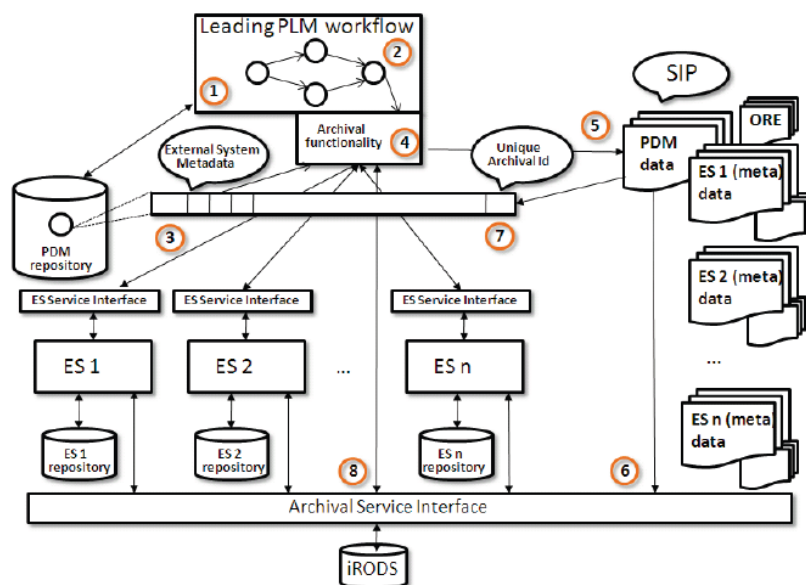 Leading PLM workflow
2
1
SIP
Archival
functionality
4
5
ORE
External System
Metadata
Unique
Archival Id
PDM
data
ES 1 (meta)
data
PDM
repository
3
7
ES Service Interface
ES Service Interface
ES Service Interface
ES 2 (meta)
data
ES 1
ES 2
...
ES n
...
ES n (meta)
data
ES 1
repository
ES 2
repository
ES n
repository
8
6
Archival Service Interface
iRODS